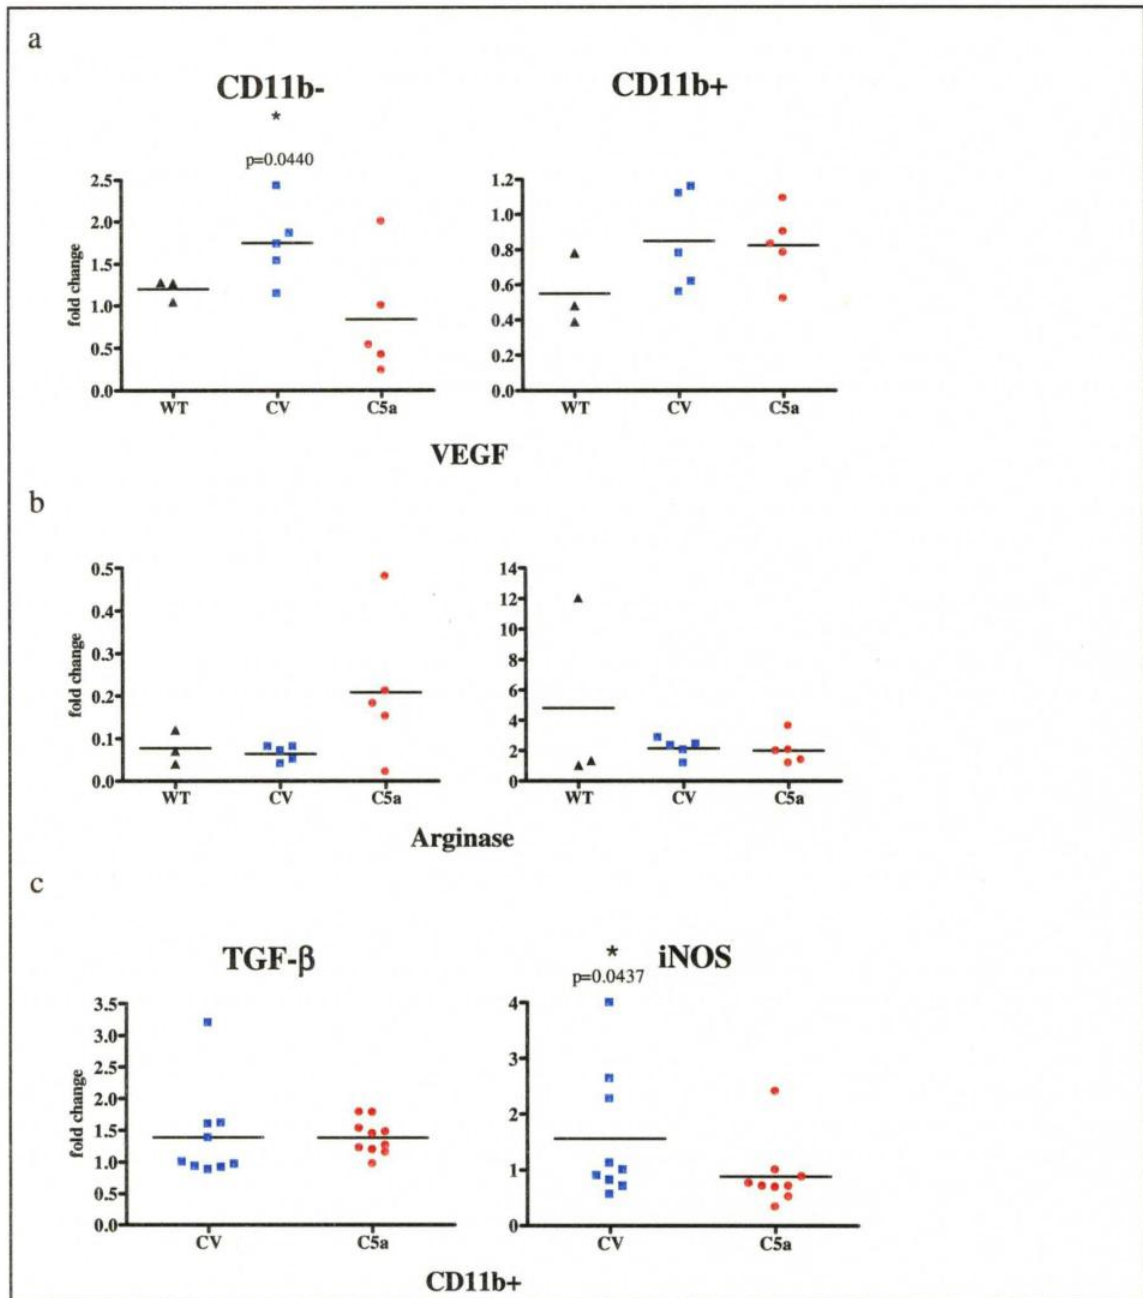 a
CD11b- CD11b+
*
p=0.0440
fold change
2.5
2.0
1.5
1.0
0.5
0.0
WT CV C5a
1.2
1.0
0.8
0.6
0.4
0.2
0.0
WT CV C5a
VEGF
b
fold change
0.5
0.4
0.3
0.2
0.1
0.0
WT CV C5a
14
12
10
8
6
4
2
0
WT CV C5a
Arginase
c
TGF-β
* iNOS
p=0.0437
fold change
3.5
3.0
2.5
2.0
1.5
1.0
0.5
0.0
CV C5a
4
3
2
1
0
CV C5a
CD11b+